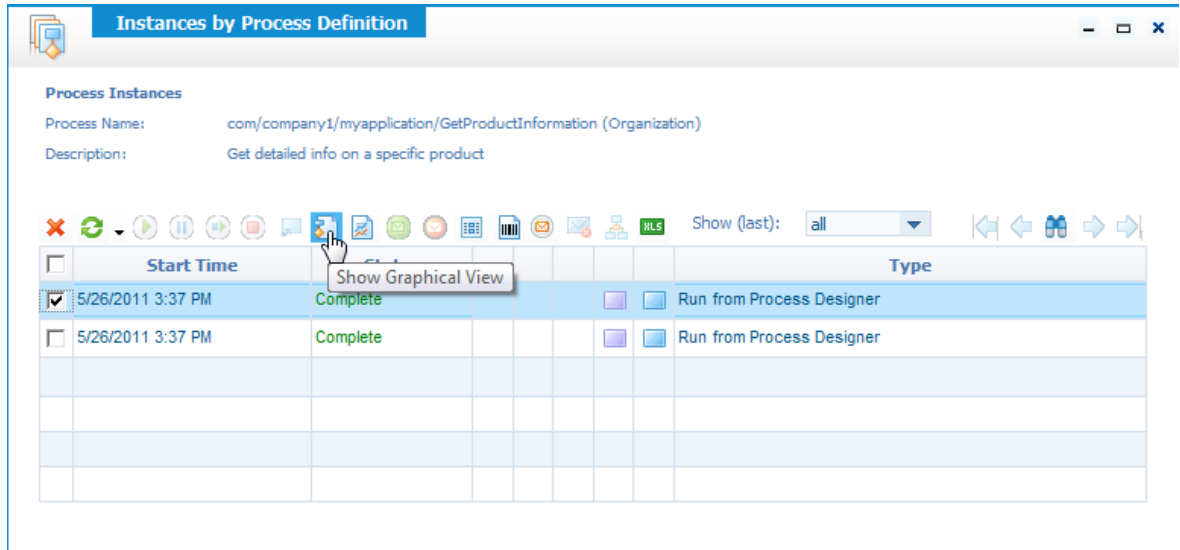 Instances by Process Definition
Process Instances
Process Name: com/company1/myapplication/GetProductInformation (Organization)
Description: Get detailed info on a specific product
XLS Show (last): all
Start Time Type
Show Graphical View
5/26/2011 3:37 PM Complete Run from Process Designer
5/26/2011 3:37 PM Complete Run from Process Designer